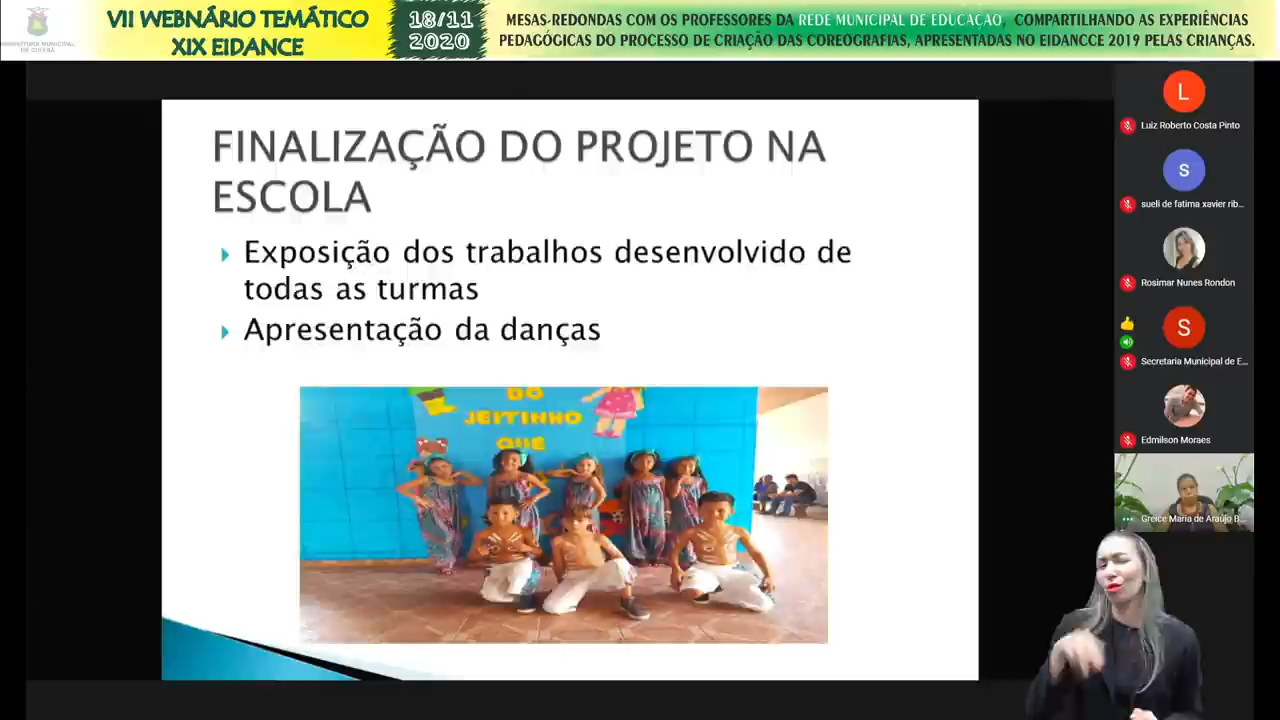 VII WEBNÁRIO TEMÁTICO
XIX EIDANCE
18/11
2020
MESAS-REDONDAS COM OS PROFESSORES DA REDE MUNICIPAL DE EDUCAÇAO, COMPARTILHANDO AS EXPERIÊNCIAS
PEDAGÓGICAS DO PROCESSO DE CRIAÇÃO DAS COREOGRAFIAS, APRESENTADAS NO EIDANCCE 2019 PELAS CRIANÇAS.
FINALIZAÇÃO DO PROJETO NA
ESCOLA
Exposição dos trabalhos desenvolvido de
todas as turmas
Apresentação da danças
DO
JEITINHO
QUE
L
Luiz Roberto Costa Pinto
s
sueli de fatima xavier rib...
Rosimar Nunes Rondon
S
Secretaria Municipal de E...
Edmilson Moraes
Greice Maria de Araújo B...